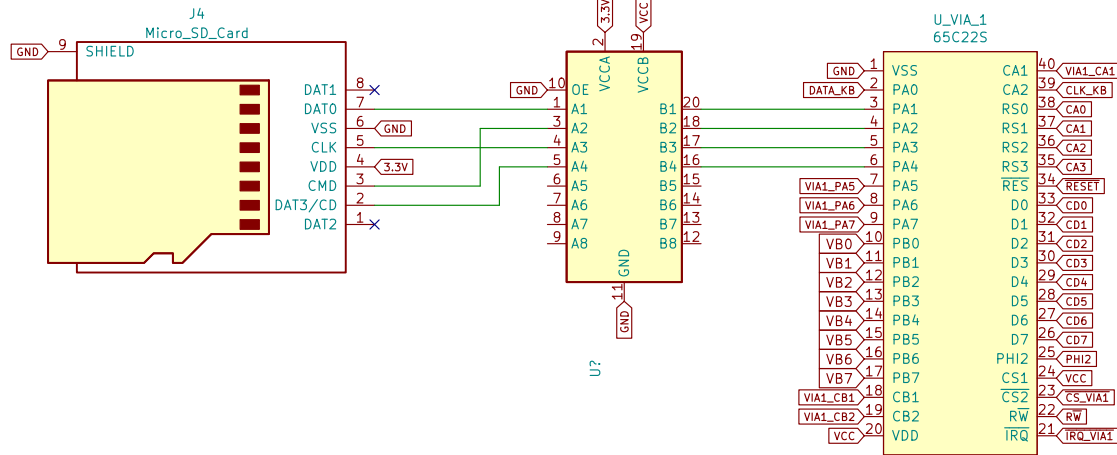 J4
Micro_SD_Card
GND 9 SHIELD
DAT1 8
DAT0 7
VSS 6 GND
CLK 5
VDD 4 3.3V
CMD 3
DAT3/CD 2
DAT2 1
3.3V VCC
2 19
VCCA VCCB
GND 10 OE
1 A1 B1 20
3 A2 B2 18
4 A3 B3 17
5 A4 B4 16
6 A5 B5 15
7 A6 B6 14
8 A7 B7 13
9 A8 B8 12
GND
11
GND
U?
U_VIA_1
65C22S
GND 1 VSS CA1 40 VIA1_CA1
DATA_KB 2 PA0 CA2 39 CLK_KB
3 PA1 RS0 38 CA0
4 PA2 RS1 37 CA1
5 PA3 RS2 36 CA2
6 PA4 RS3 35 CA3
VIA1_PA5 7 PA5 RES 34 RESET
VIA1_PA6 8 PA6 D0 33 CD0
VIA1_PA7 9 PA7 D1 32 CD1
VB0 10 PB0 D2 31 CD2
VB1 11 PB1 D3 30 CD3
VB2 12 PB2 D4 29 CD4
VB3 13 PB3 D5 28 CD5
VB4 14 PB4 D6 27 CD6
VB5 15 PB5 D7 26 CD7
VB6 16 PB6 PHI2 25 PHI2
VB7 17 PB7 CS1 24 VCC
VIA1_CB1 18 CB1 CS2 23 CS_VIA1
VIA1_CB2 19 CB2 RW 22 RW
VCC 20 VDD IRQ 21 IRQ_VIA1